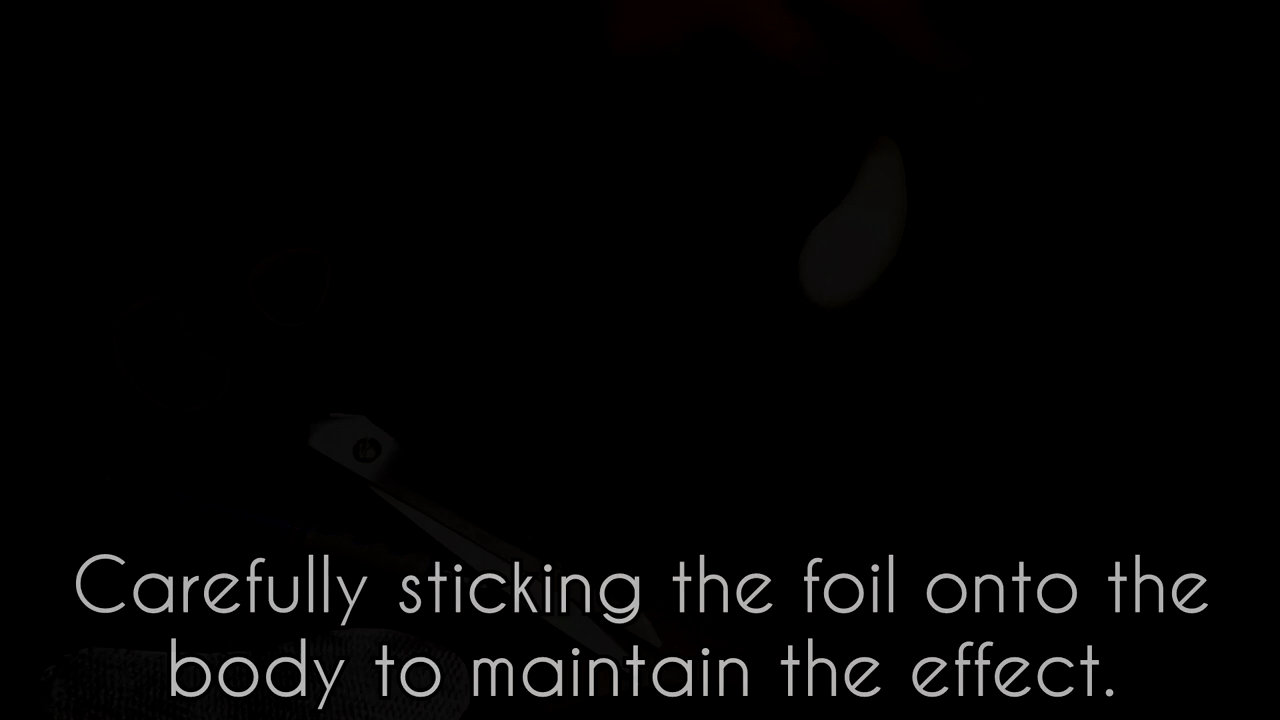 Carefully sticking the foil onto the
body to maintain the effect.